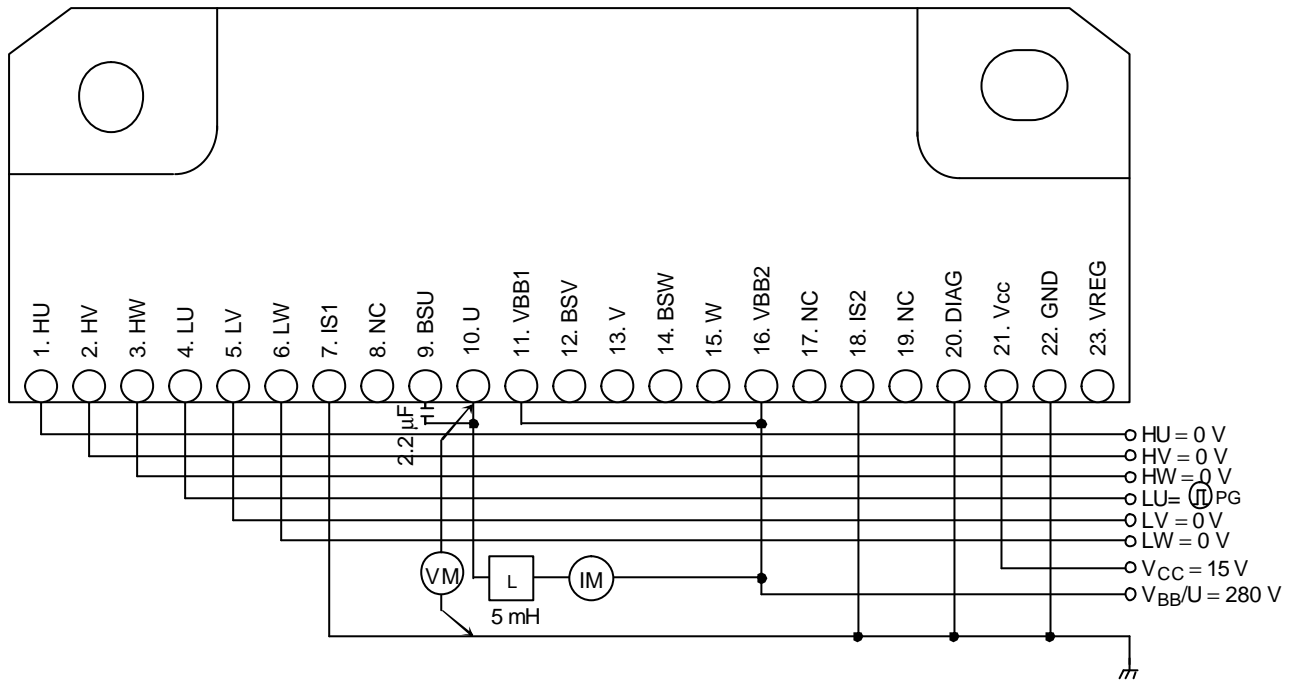 1. HU
2. HV
3. HW
4. LU
5. LV
6. LW
7. IS1
8. NC
9. BSU
10. U
11. VBB1
12. BSV
13. V
14. BSW
15. W
16. VBB2
17. NC
18. IS2
19. NC
20. DIAG
21. Vcc
22. GND
23. VREG
2.2 μF
HU = 0 V
HV = 0 V
HW = 0 V
LU= PG
LV = 0 V
LW = 0 V
VCC = 15 V
VBB/U = 280 V
VM
L
IM
5 mH